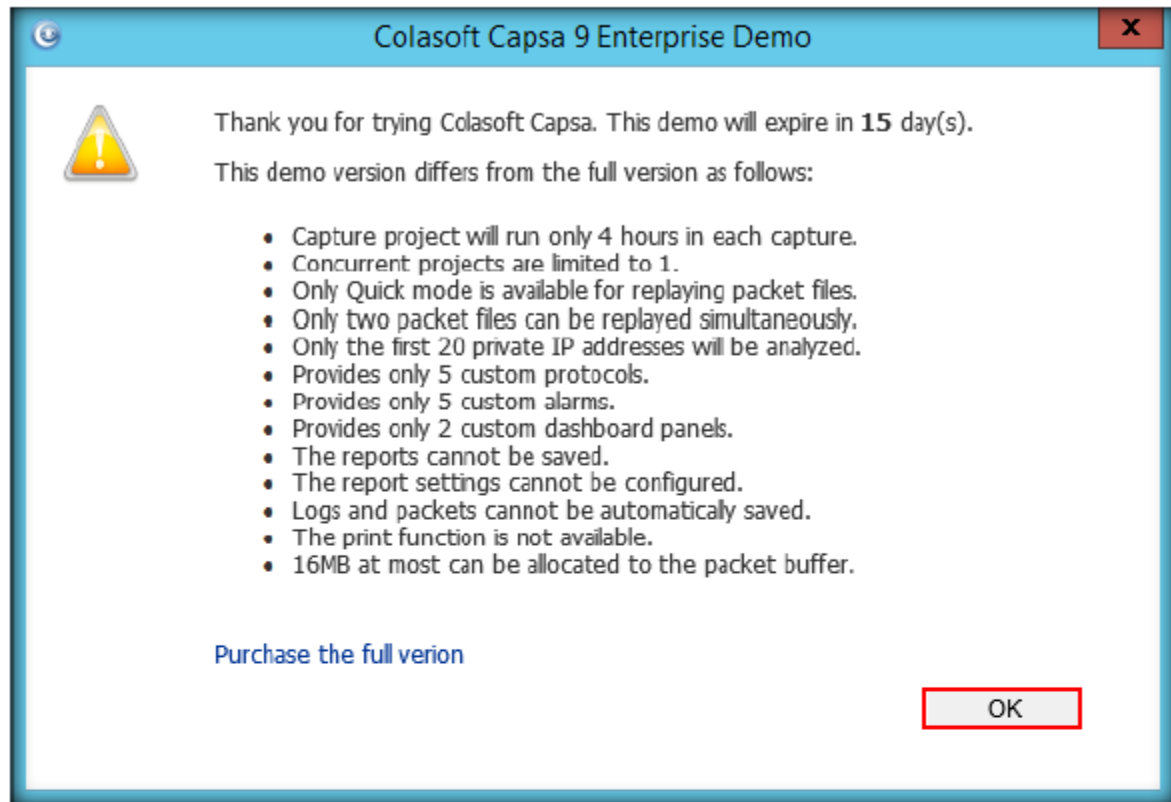 Colasoft Capsa 9 Enterprise Demo
x
Thank you for trying Colasoft Capsa. This demo will expire in 15 day(s).
This demo version differs from the full version as follows:
• Capture project will run only 4 hours in each capture.
• Concurrent projects are limited to 1.
• Only Quick mode is available for replaying packet files.
• Only two packet files can be replayed simultaneously.
• Only the first 20 private IP addresses will be analyzed.
• Provides only 5 custom protocols.
• Provides only 5 custom alarms.
• Provides only 2 custom dashboard panels.
• The reports cannot be saved.
• The report settings cannot be configured.
• Logs and packets cannot be automaticaly saved.
• The print function is not available.
• 16MB at most can be allocated to the packet buffer.
Purchase the full verion
OK